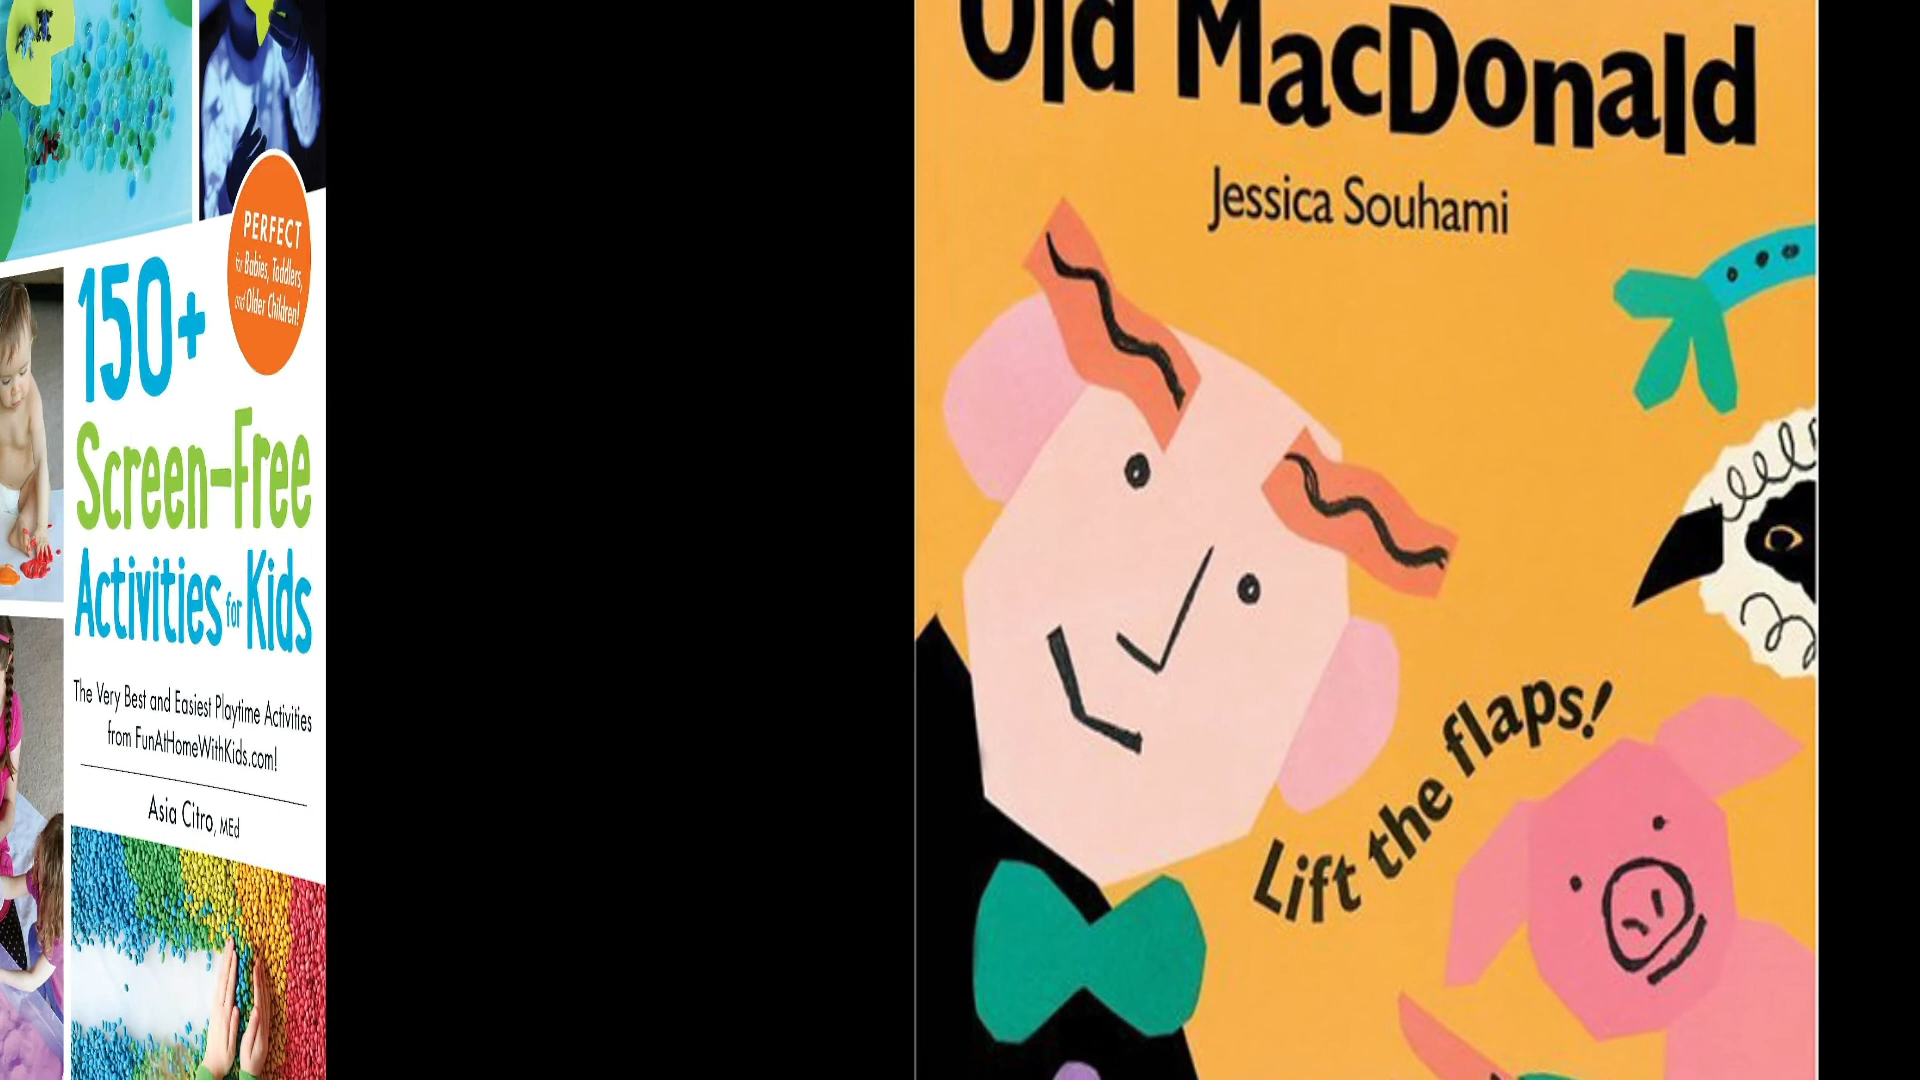 PERFECT
for Babies, Toddlers,
and Older Children!
150+
Screen-Free
Activities for Kids
The Very Best and Easiest Playtime Activities
from FunAtHomeWithKids.com!
Asia Citro, MEd
Old MacDonald
Jessica Souhami
Lift the flaps!